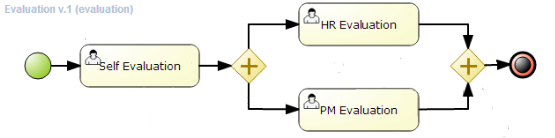 Evaluation v.1 (evaluation)
HR Evaluation
Self Evaluation
PM Evaluation